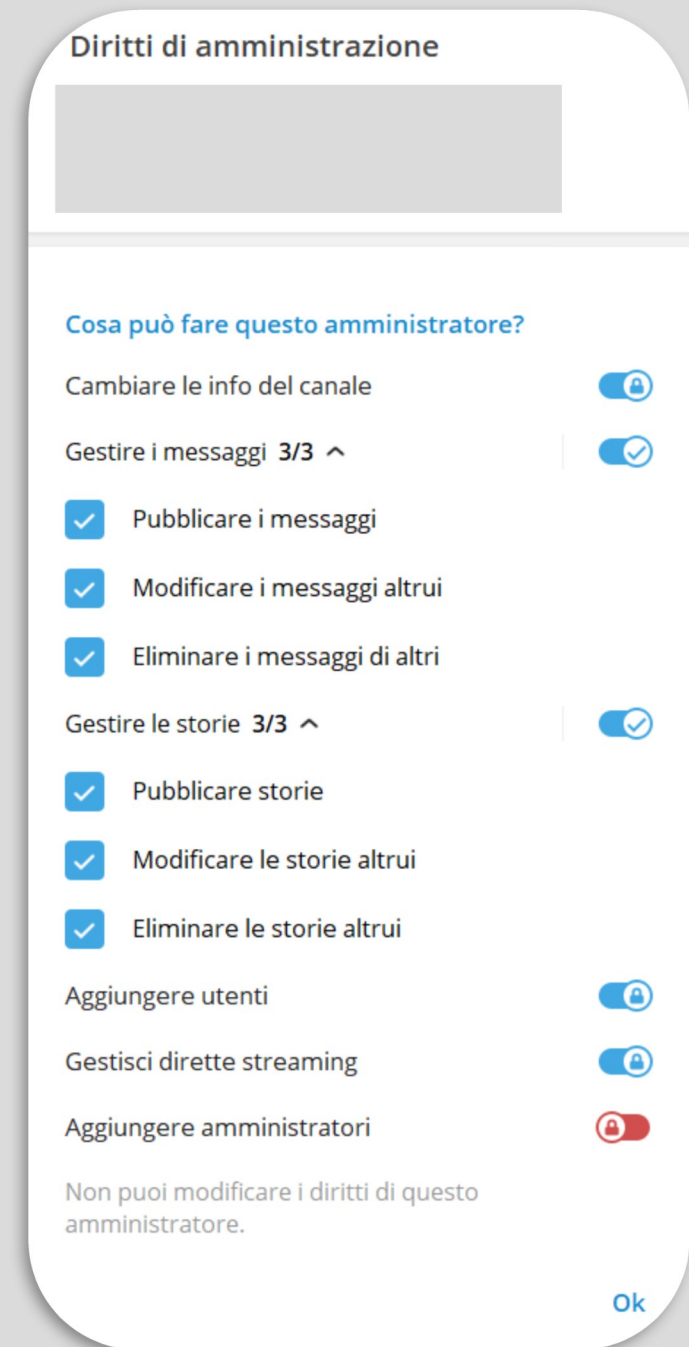 Diritti di amministrazione
Cosa può fare questo amministratore?
Cambiare le info del canale
Gestire i messaggi 3/3
Pubblicare i messaggi
Modificare i messaggi altrui
Eliminare i messaggi di altri
Gestire le storie 3/3
Pubblicare storie
Modificare le storie altrui
Eliminare le storie altrui
Aggiungere utenti
Gestisci dirette streaming
Aggiungere amministratori
Non puoi modificare i diritti di questo
amministratore.
Ok